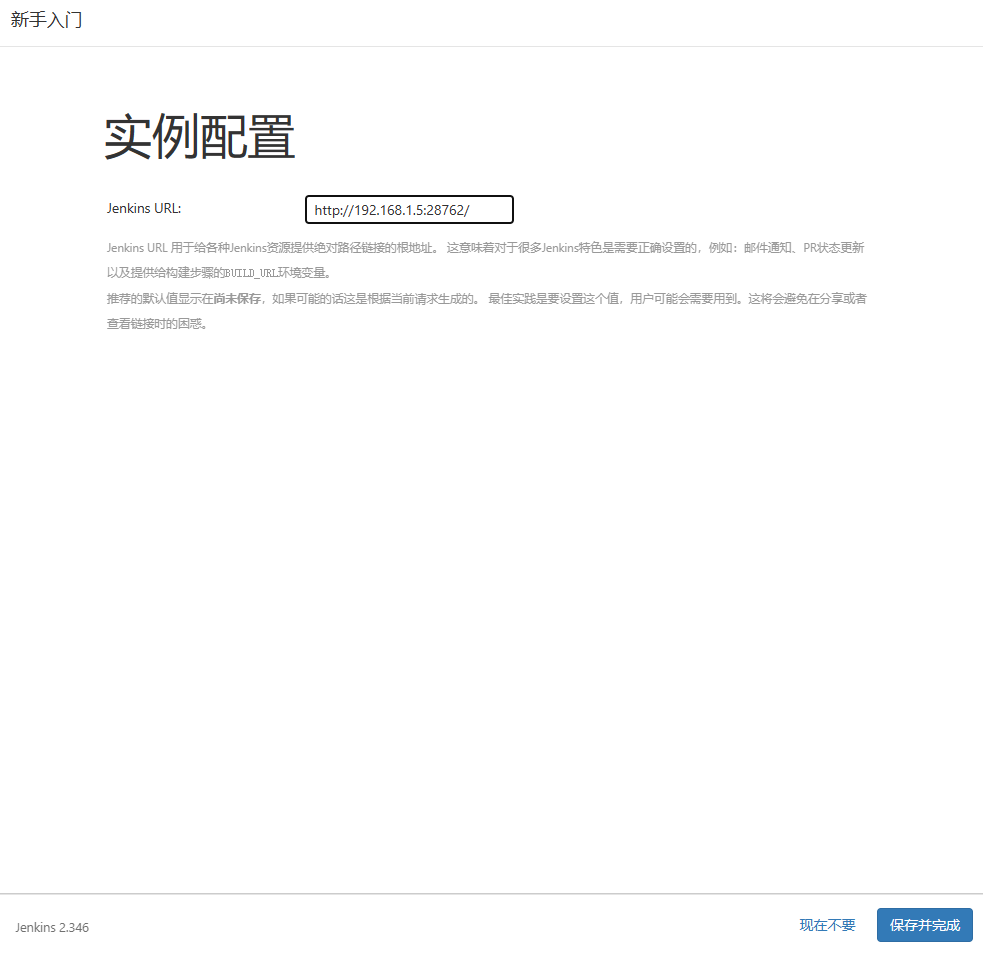 新手入门
实例配置
Jenkins URL: http://192.168.1.5:28762/
Jenkins URL 用于给各种Jenkins资源提供绝对路径链接的根地址。 这意味着对于很多Jenkins特色是需要正确设置的，例如：邮件通知、PR状态更新
以及提供给构建步骤的BUILD_URL环境变量。
推荐的默认值显示在尚未保存，如果可能的话这是根据当前请求生成的。 最佳实践是要设置这个值，用户可能会需要用到。这将会避免在分享或者
查看链接时的困惑。
Jenkins 2.346 现在不要 保存并完成